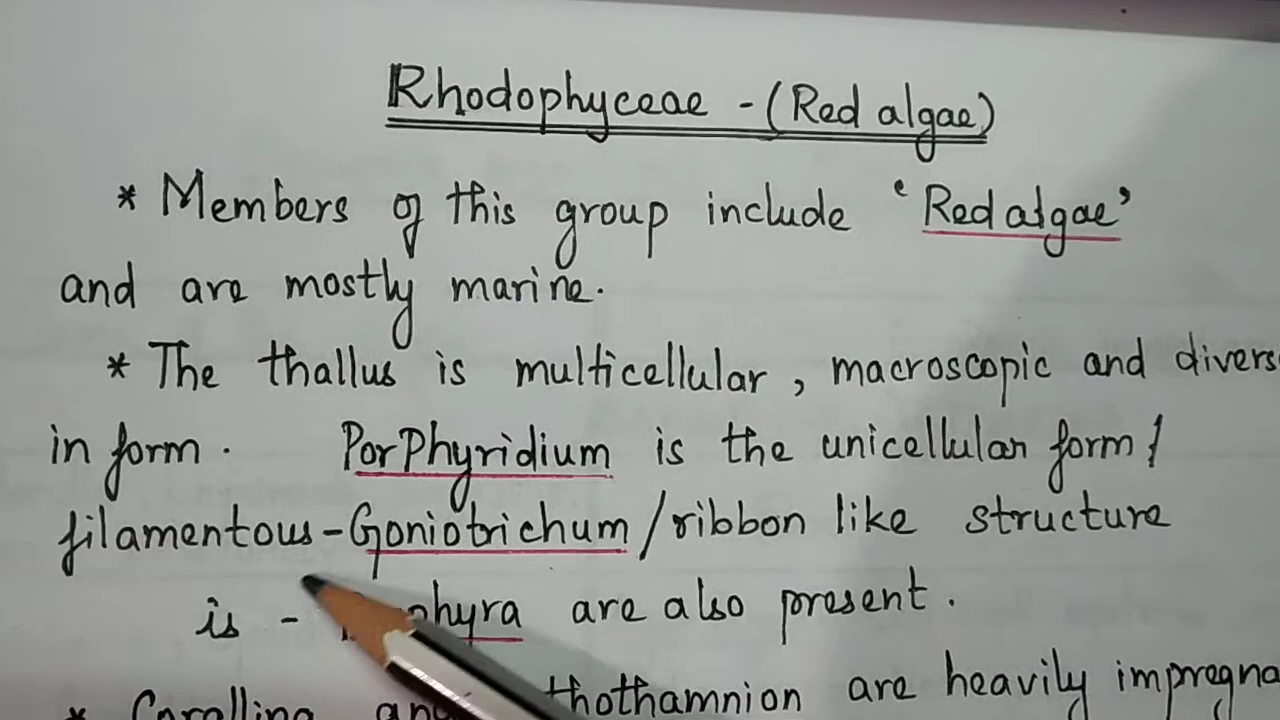 Rhodophyceae - (Red algae)
* Members of this group include 'Red algae'
and are mostly marine.
* The thallus is multicellular, macroscopic and divers
in form. PorPhyridium is the unicellular form/
filamentous - Goniotrichum /ribbon like structure
is - phyra are also present.
* Corallina and thothamnion are heavily impregna